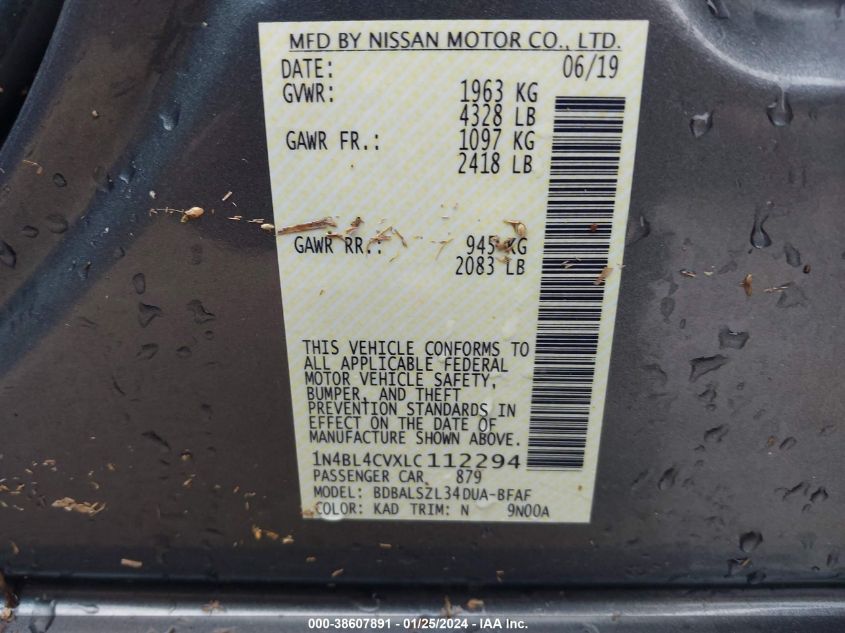 MFD BY NISSAN MOTOR CO., LTD.
DATE: 06/19
GVWR: 1963 KG
4328 LB
GAWR FR.: 1097 KG
2418 LB
GAWR RR.: 945 KG
2083 LB
THIS VEHICLE CONFORMS TO
ALL APPLICABLE FEDERAL
MOTOR VEHICLE SAFETY,
BUMPER, AND THEFT
PREVENTION STANDARDS IN
EFFECT ON THE DATE OF
MANUFACTURE SHOWN ABOVE.
1N4BL4CVXLC112294
PASSENGER CAR 879
MODEL: BDBALSZL34DUA-BFAF
COLOR: KAD TRIM: N 9N00A
000-38607891 - 01/25/2024 - IAA Inc.